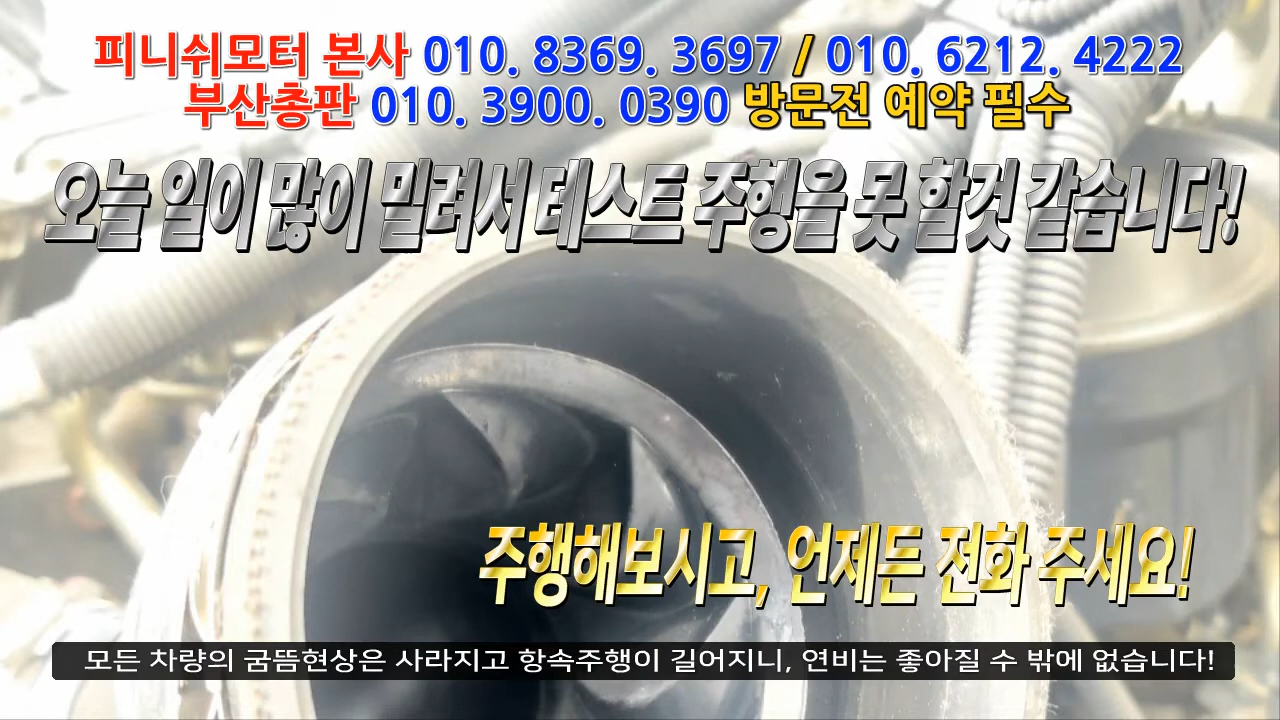 피니쉬모터 본사 010. 8369. 3697 / 010. 6212. 4222
부산총판 010. 3900. 0390 방문전 예약 필수
오늘 일이 많이 밀려서 테스트 주행을 못 할것 같습니다!
주행해보시고, 언제든 전화 주세요!
모든 차량의 굼뜸현상은 사라지고 항속주행이 길어지니, 연비는 좋아질 수 밖에 없습니다!